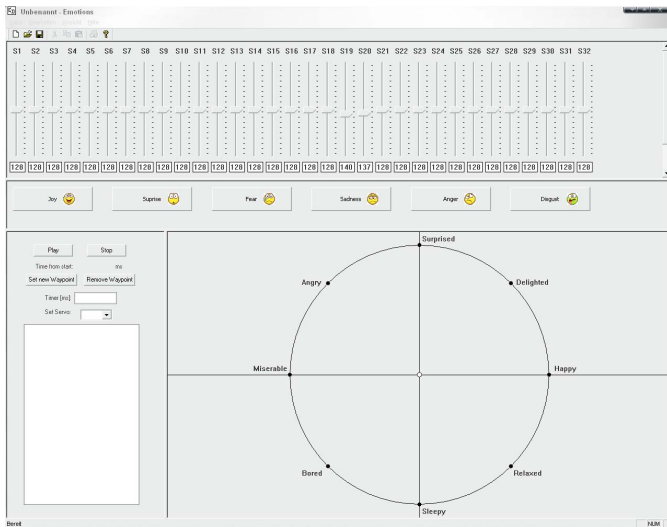 Unbenannt - Emotions
S1 S2 S3 S4 S5 S6 S7 S8 S9 S10 S11 S12 S13 S14 S15 S16 S17 S18 S19 S20 S21 S22 S23 S24 S25 S26 S27 S28 S29 S30 S31 S32
128 128 128 128 128 128 128 128 128 128 128 128 128 128 128 128 128 128 140 137 128 128 128 128 128 128 128 128 128 128 128 128
Joy Suprise Fear Sadness Anger Disgust
Play Stop
Time from start: ms
Set new Waypoint Remove Waypoint
Timer [ms]:
Set Servo:
Surprised
Angry Delighted
Miserable Happy
Bored Relaxed
Sleepy
Bereit NUM